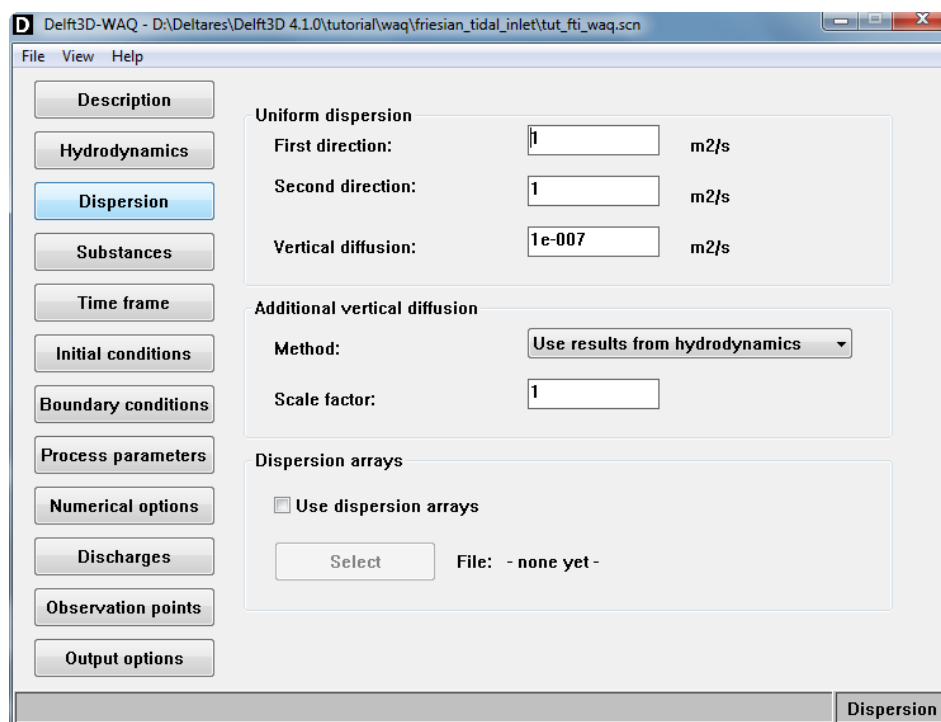 D Delft3D-WAQ - D:\Deltares\Delft3D 4.1.0\tutorial\waq\friesian_tidal_inlet\tut_fti_waq.scn
File View Help
Description
Hydrodynamics
Dispersion
Substances
Time frame
Initial conditions
Boundary conditions
Process parameters
Numerical options
Discharges
Observation points
Output options
Uniform dispersion
First direction: 1 m2/s
Second direction: 1 m2/s
Vertical diffusion: 1e-007 m2/s
Additional vertical diffusion
Method: Use results from hydrodynamics
Scale factor: 1
Dispersion arrays
Use dispersion arrays
Select File: - none yet -
Dispersion